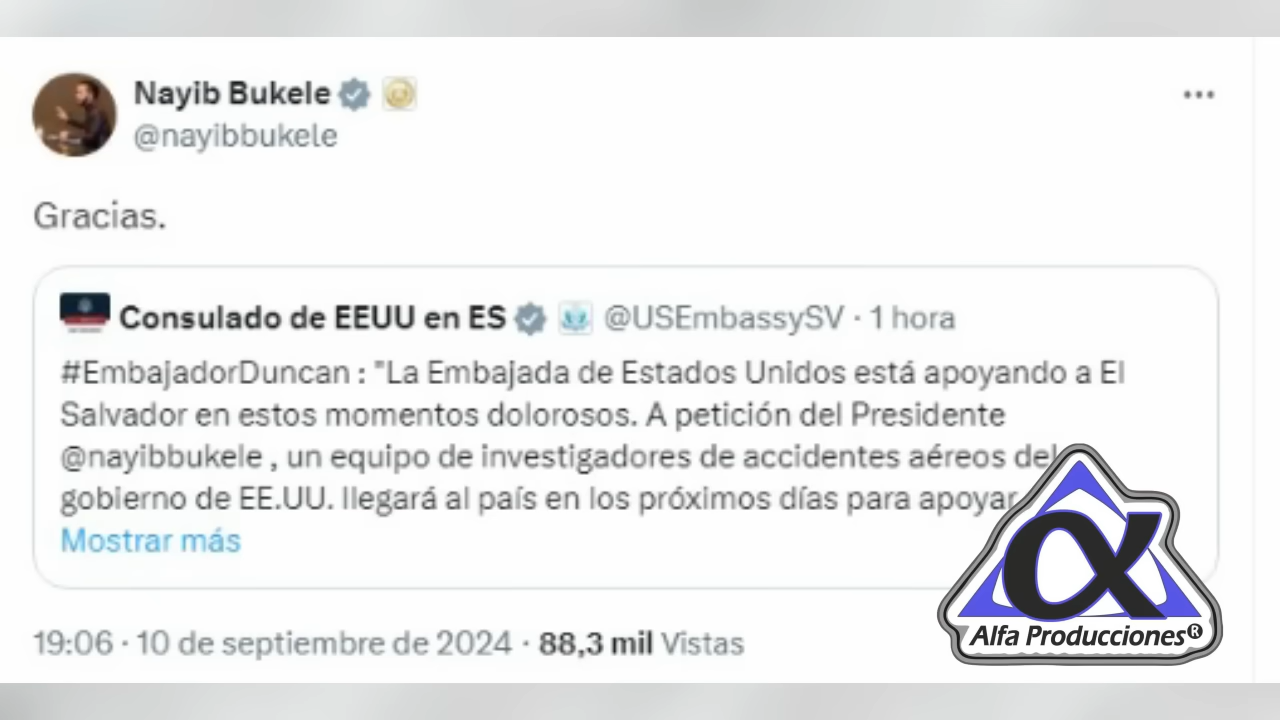 Nayib Bukele
@nayibbukele
Gracias.
Consulado de EEUU en ES @USEmbassySV · 1 hora
#EmbajadorDuncan : "La Embajada de Estados Unidos está apoyando a El
Salvador en estos momentos dolorosos. A petición del Presidente
@nayibbukele , un equipo de investigadores de accidentes aéreos del
gobierno de EE.UU. llegará al país en los próximos días para apoyar
Mostrar más
19:06 · 10 de septiembre de 2024 · 88,3 mil Vistas
α
Alfa Producciones®